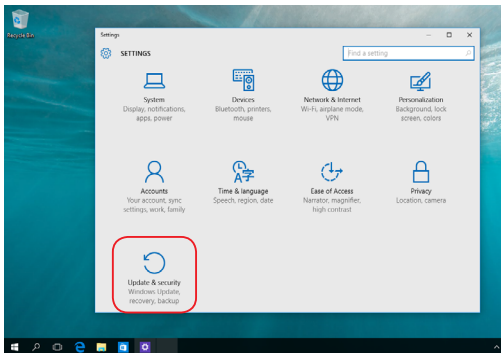 Recycle Bin
Settings
SETTINGS
Find a setting
System
Display, notifications,
apps, power
Devices
Bluetooth, printers,
mouse
Network & Internet
Wi-Fi, airplane mode,
VPN
Personalization
Background, lock
screen, colors
Accounts
Your account, sync
settings, work, family
Time & language
Speech, region, date
Ease of Access
Narrator, magnifier,
high contrast
Privacy
Location, camera
Update & security
Windows Update,
recovery, backup